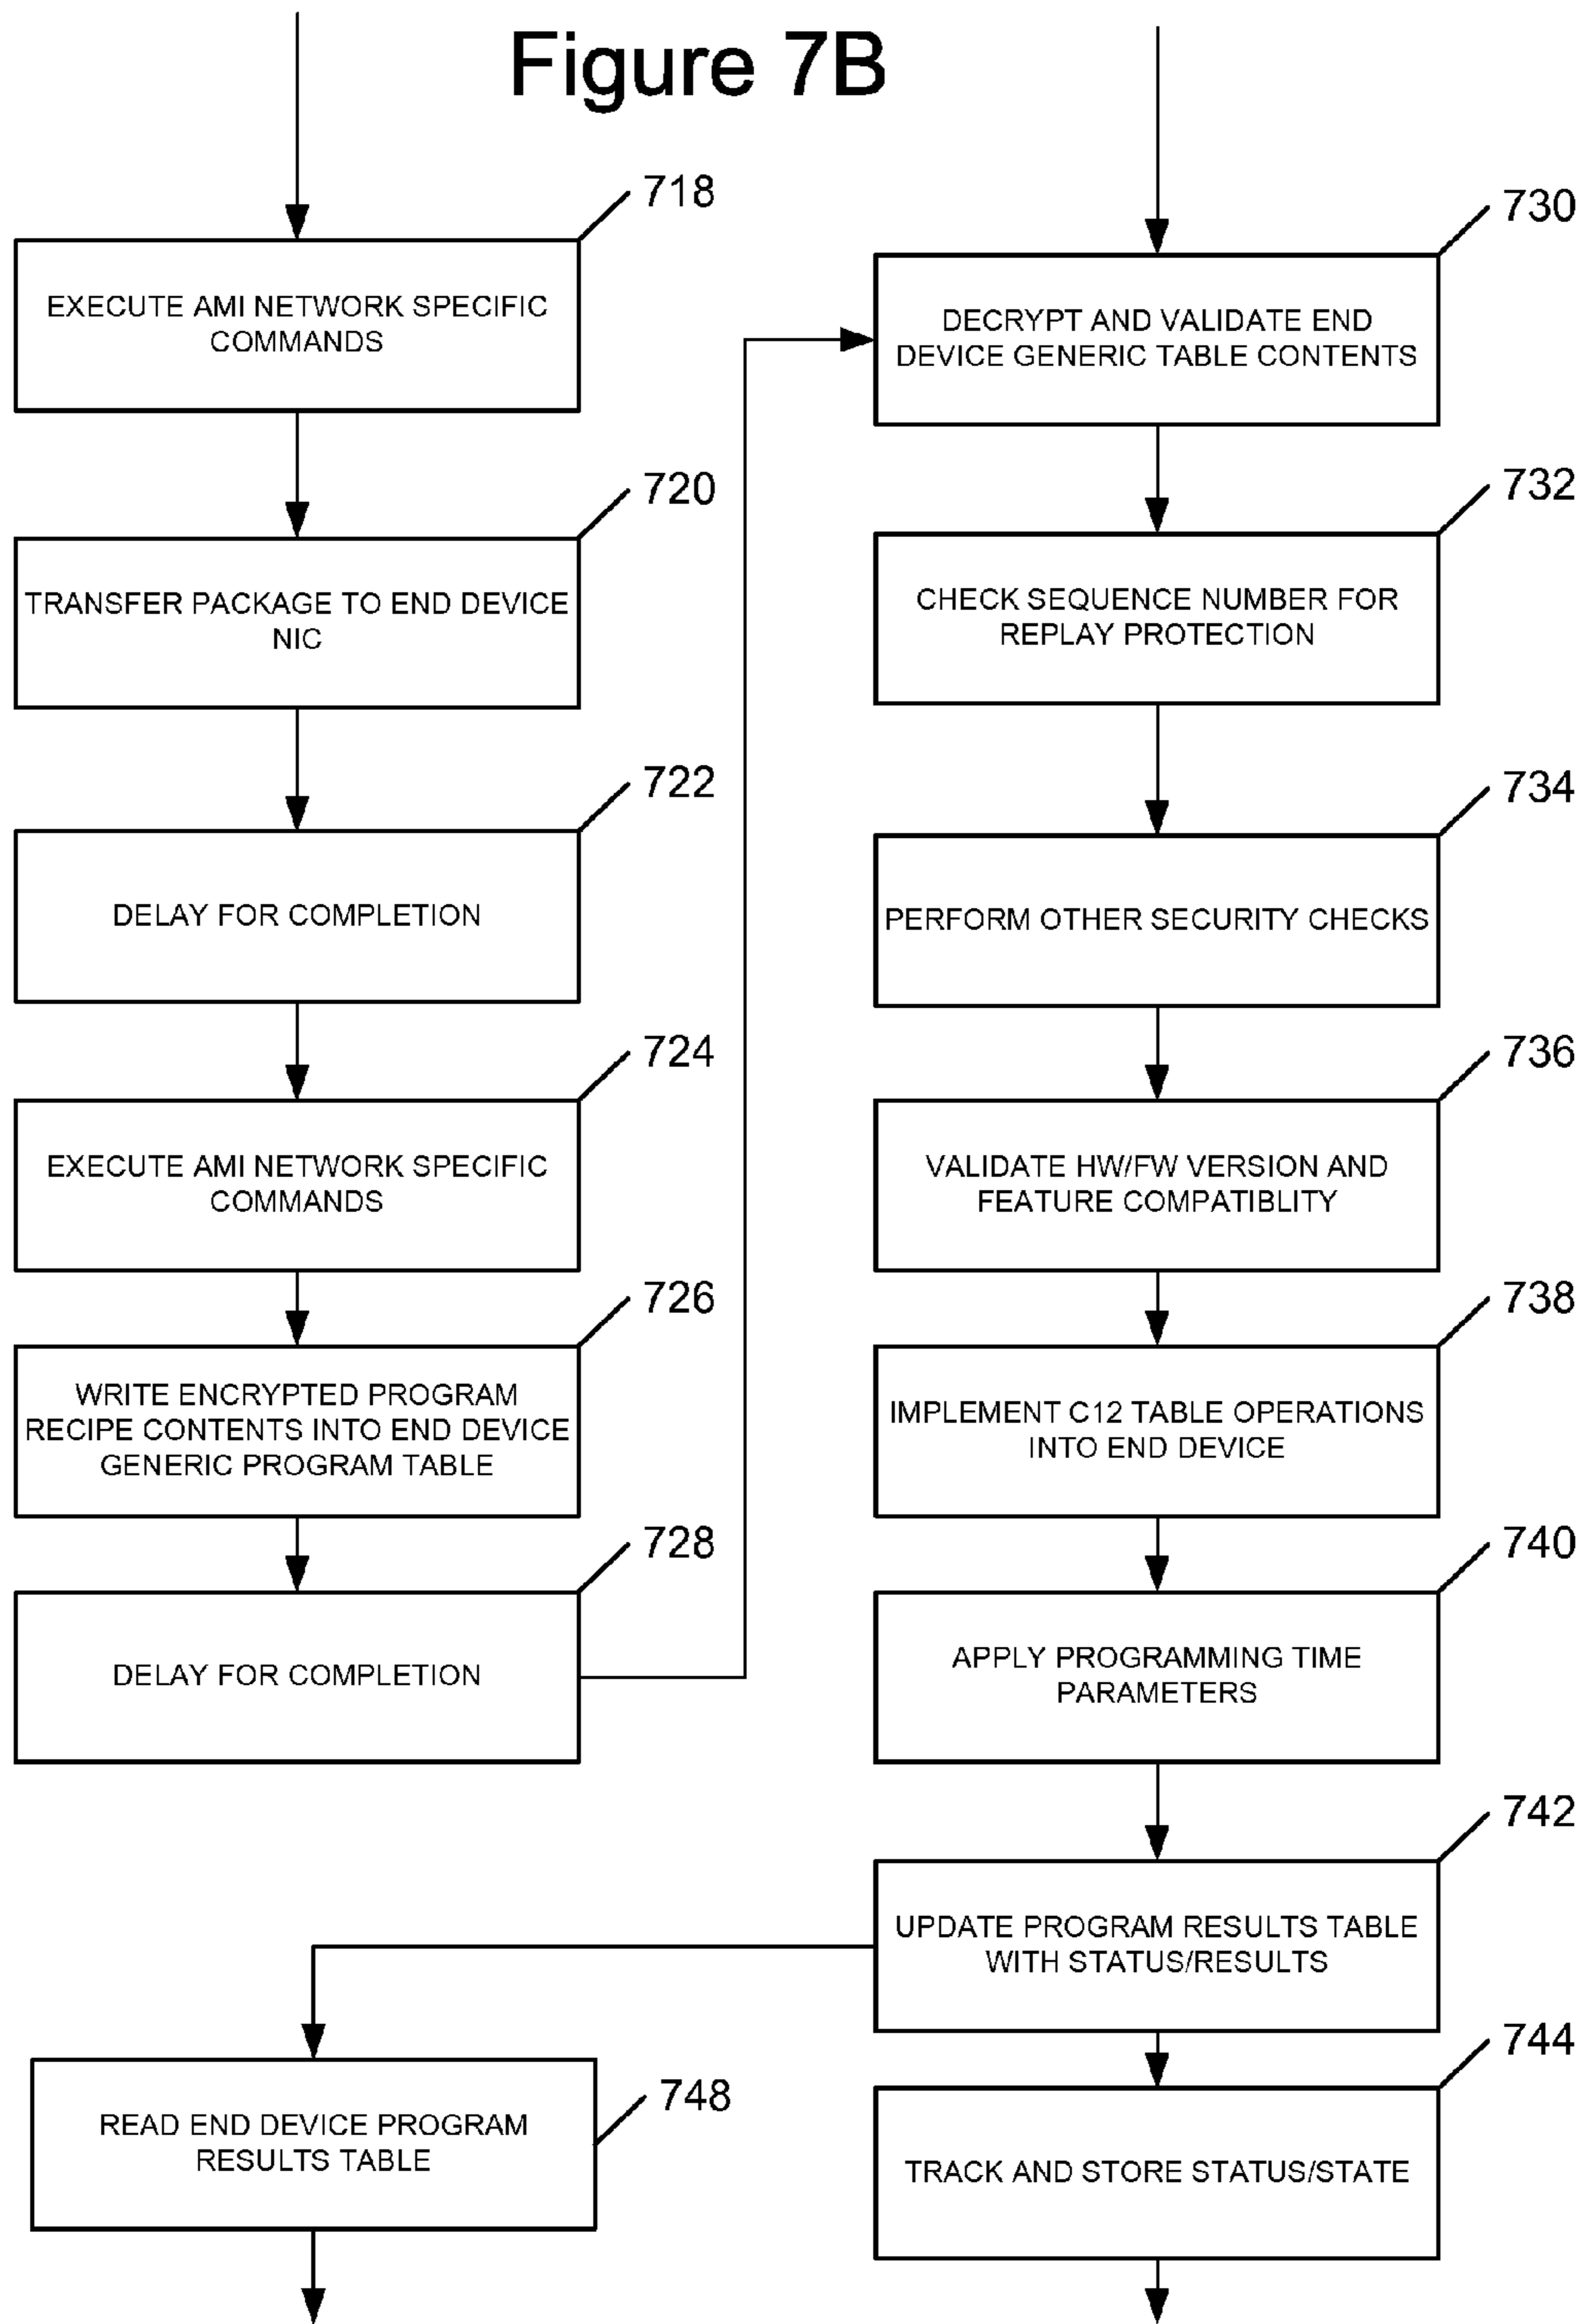 Figure 7B
718
EXECUTE AMI NETWORK SPECIFIC
COMMANDS
720
TRANSFER PACKAGE TO END DEVICE
NIC
722
DELAY FOR COMPLETION
724
EXECUTE AMI NETWORK SPECIFIC
COMMANDS
726
WRITE ENCRYPTED PROGRAM
RECIPE CONTENTS INTO END DEVICE
GENERIC PROGRAM TABLE
728
DELAY FOR COMPLETION
730
DECRYPT AND VALIDATE END
DEVICE GENERIC TABLE CONTENTS
732
CHECK SEQUENCE NUMBER FOR
REPLAY PROTECTION
734
PERFORM OTHER SECURITY CHECKS
736
VALIDATE HW/FW VERSION AND
FEATURE COMPATIBLITY
738
IMPLEMENT C12 TABLE OPERATIONS
INTO END DEVICE
740
APPLY PROGRAMMING TIME
PARAMETERS
742
UPDATE PROGRAM RESULTS TABLE
WITH STATUS/RESULTS
744
TRACK AND STORE STATUS/STATE
748
READ END DEVICE PROGRAM
RESULTS TABLE